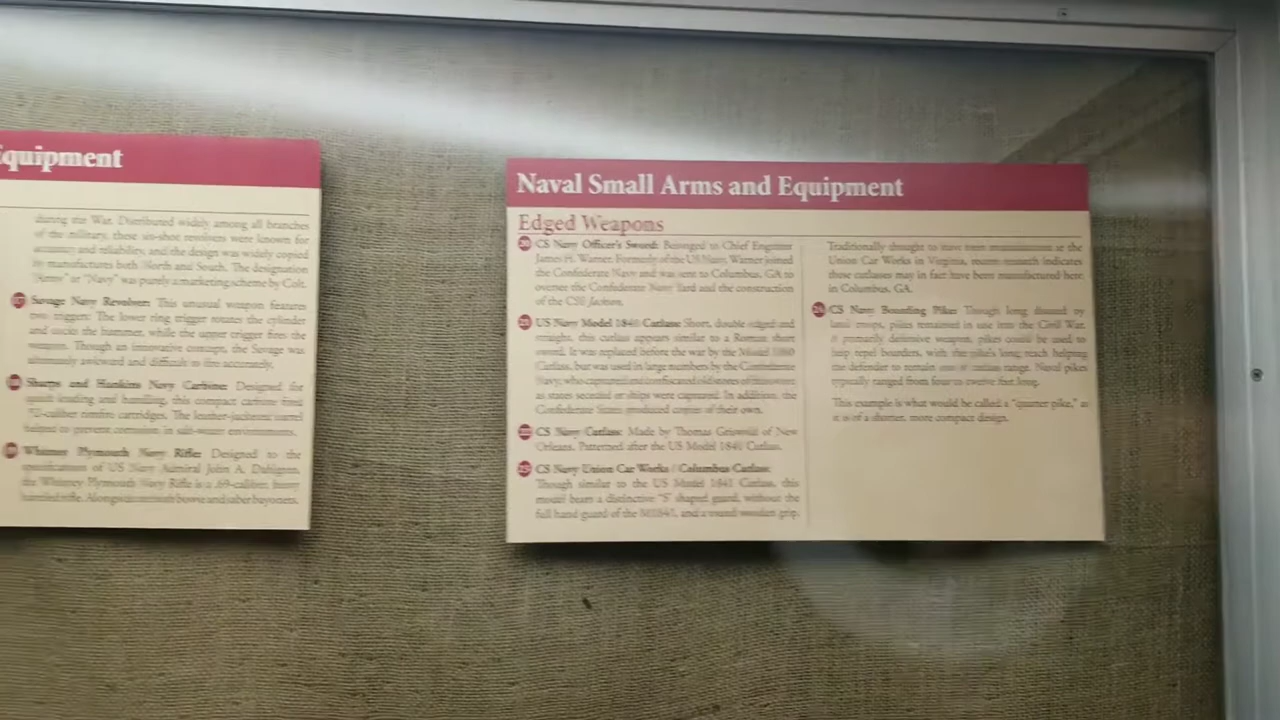 Equipment
during the War. Distributed widely among all branches
of the military, these six-shot revolvers were known for
accuracy and reliability, and the design was widely copied
by manufactures both North and South. The designation
"Army" or "Navy" was purely a marketing scheme by Colt.
Savage Navy Revolver: This unusual weapon features
two triggers. The lower ring trigger rotates the cylinder
and cocks the hammer, while the upper trigger fires the
weapon. Though an innovative concept, the Savage was
ultimately awkward and difficult to fire accurately.
Sharps and Hankins Navy Carbine: Designed for
quick loading and handling, this compact carbine fired
rimfire cartridges. The leather-jacketed barrel
helped to prevent corrosion in salt-water environments.
Whitney Plymouth Navy Rifle: Designed to the
specifications of US Navy Admiral John A. Dahlgren,
the Whitney Plymouth Navy Rifle is a .69-caliber, heavy
barreled rifle. Alongside bowie and saber bayonets.
Naval Small Arms and Equipment
Edged Weapons
20 CS Navy Officer's Sword: Belonged to Chief Engineer
James H. Warner. Formerly of the US Navy, Warner joined
the Confederate Navy and was sent to Columbus, GA to
oversee the Confederate Navy Yard and the construction
of the CSS Jackson.
21 US Navy Model 1841 Cutlass: Short, double edged and
straight, this cutlass appears similar to a Roman short
sword. It was replaced before the war by the Model 1860
Cutlass, but was used in large numbers by the Confederate
Navy, who captured and confiscated old stores of this sword
as states seceded or ships were captured. In addition, the
Confederate States produced copies of their own.
22 CS Navy Cutlass: Made by Thomas Griswold of New
Orleans. Patterned after the US Model 1841 Cutlass.
23 CS Navy Union Car Works / Columbus Cutlass:
Though similar to the US Model 1841 Cutlass, this
model bears a distinctive "S" shaped guard, without the
full hand guard of the M1841, and a round wooden grip.
Traditionally thought to have been manufactured at the
Union Car Works in Virginia, recent research indicates
these cutlasses may in fact have been manufactured here
in Columbus, GA.
24 CS Navy Boarding Pike: Though long disused by
land troops, pikes remained in use into the Civil War.
A primarily defensive weapon, pikes could be used to
help repel boarders, with the pike's long reach helping
the defender to remain out of cutlass range. Naval pikes
typically ranged from four to twelve feet long.
This example is what would be called a "quarter pike," as
it is of a shorter, more compact design.